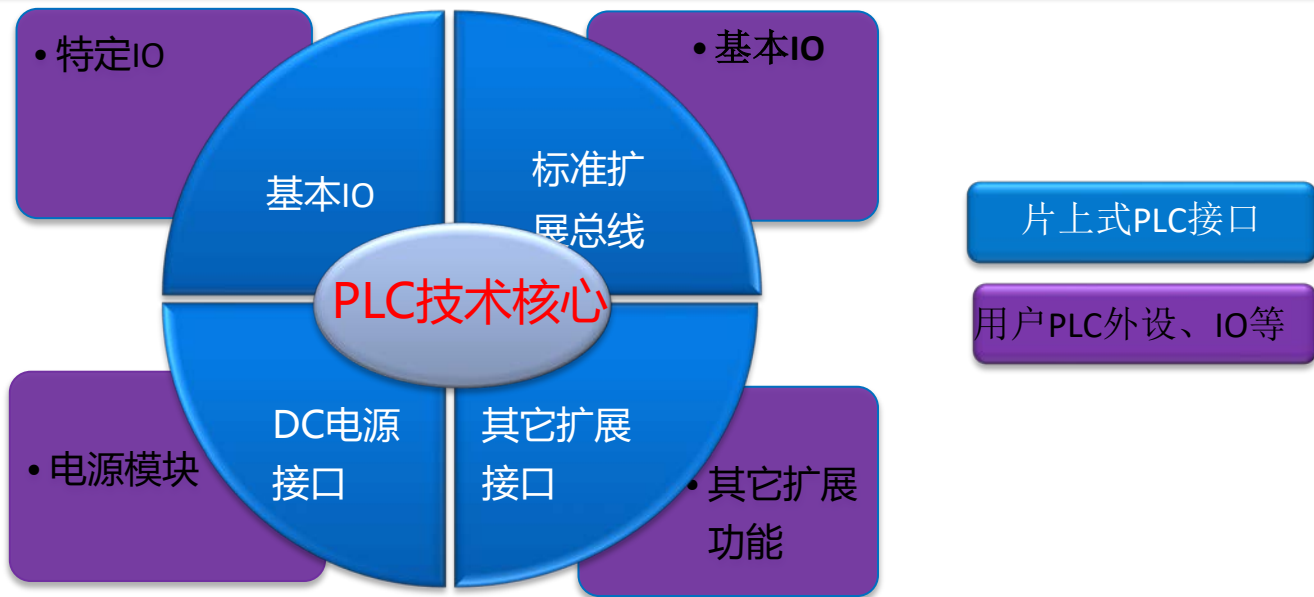 • 特定IO
• 基本IO
基本IO
标准扩
展总线
PLC技术核心
DC电源
接口
其它扩展
接口
• 电源模块
• 其它扩展
功能
片上式PLC接口
用户PLC外设、IO等